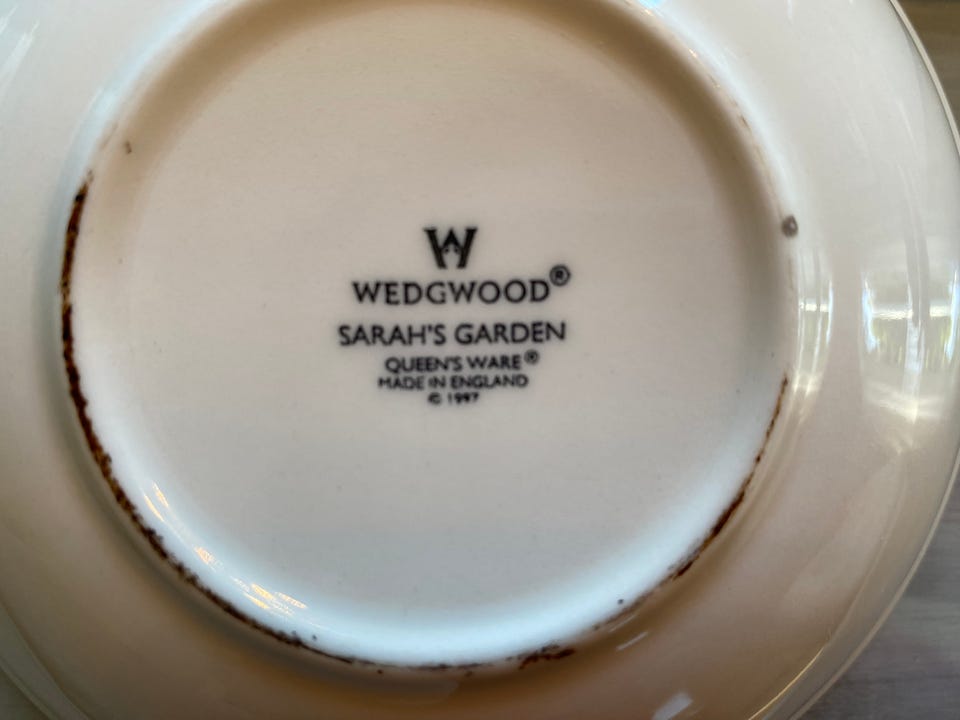 W
WEDGWOOD®
SARAH'S GARDEN
QUEEN'S WARE®
MADE IN ENGLAND
© 1997